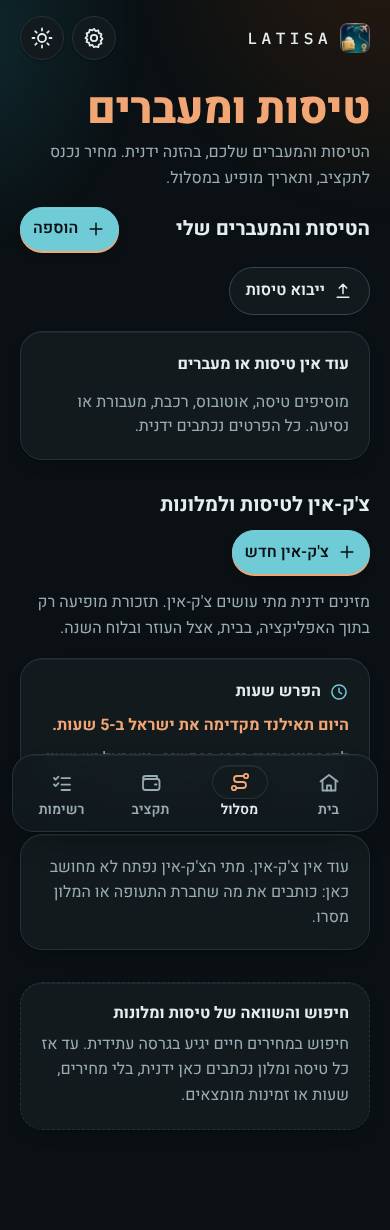 LATISA
טיסות ומעברים
הטיסות והמעברים שלכם, בהזנה ידנית. מחיר נכנס
לתקציב, ותאריך מופיע במסלול.
הטיסות והמעברים שלי
הוספה
ייבוא טיסות
עוד אין טיסות או מעברים
מוסיפים טיסה, אוטובוס, רכבת, מעבורת או
נסיעה. כל הפרטים נכתבים ידנית.
צ'ק-אין לטיסות ולמלונות
צ'ק-אין חדש
מזינים ידנית מתי עושים צ'ק-אין. תזכורת מופיעה רק
בתוך האפליקציה, בבית, אצל העוזר ובלוח השנה.
הפרש שעות
היום תאילנד מקדימה את ישראל ב-5 שעות.
בית
מסלול
תקציב
רשימות
עוד אין צ'ק-אין. מתי הצ'ק-אין נפתח לא מחושב
כאן: כותבים את מה שחברת התעופה או המלון
מסרו.
חיפוש והשוואה של טיסות ומלונות
חיפוש במחירים חיים יגיע בגרסה עתידית. עד אז
כל טיסה ומלון נכתבים כאן ידנית, בלי מחירים,
שעות או זמינות מומצאים.